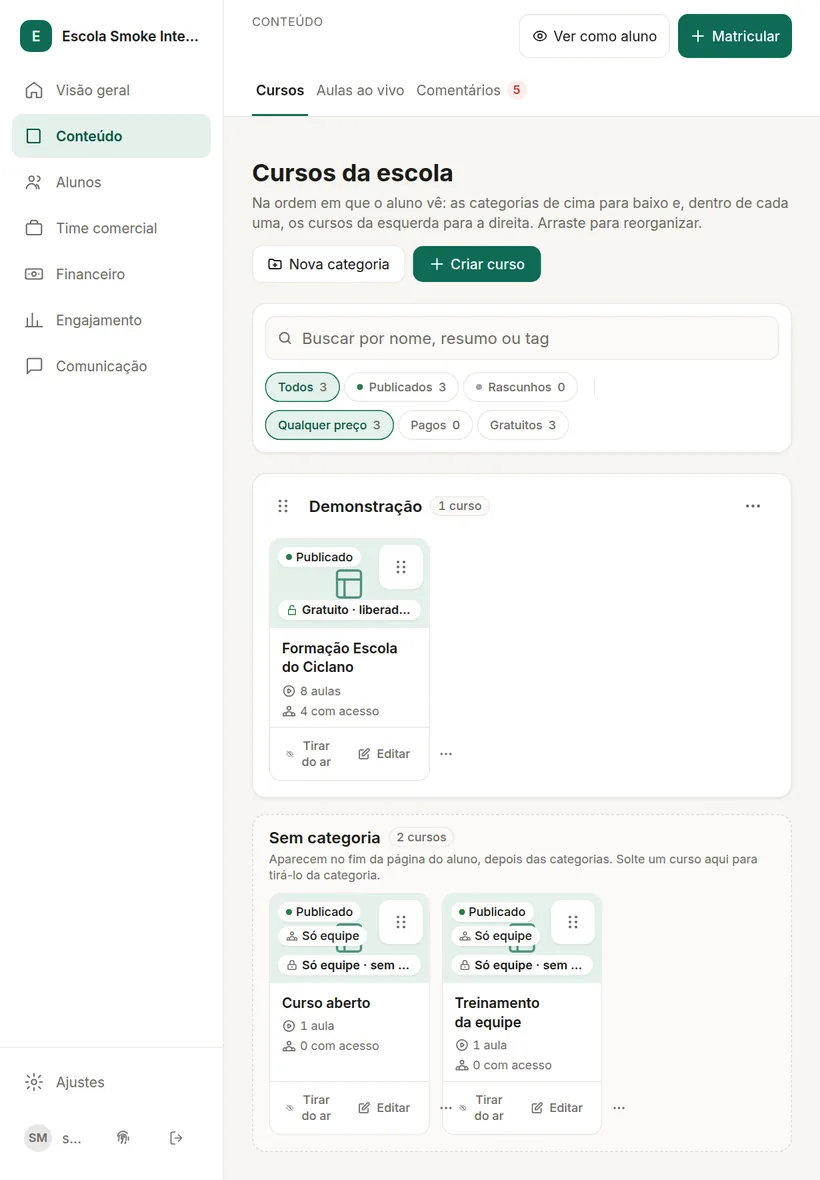 E
Escola Smoke Inte...
Visão geral
Conteúdo
Alunos
Time comercial
Financeiro
Engajamento
Comunicação
Ajustes
SM
s...
CONTEÚDO
Ver como aluno
Matricular
Cursos
Aulas ao vivo
Comentários 5
Cursos da escola
Na ordem em que o aluno vê: as categorias de cima para baixo e, dentro de cada
uma, os cursos da esquerda para a direita. Arraste para reorganizar.
Nova categoria
Criar curso
Buscar por nome, resumo ou tag
Todos 3
Publicados 3
Rascunhos 0
Qualquer preço 3
Pagos 0
Gratuitos 3
Demonstração 1 curso
Publicado
Gratuito · liberad...
Formação Escola
do Ciclano
8 aulas
4 com acesso
Tirar
do ar
Editar
Sem categoria 2 cursos
Aparecem no fim da página do aluno, depois das categorias. Solte um curso aqui para
tirá-lo da categoria.
Publicado
Só equipe
Só equipe · sem ...
Curso aberto
1 aula
0 com acesso
Tirar
do ar
Editar
Publicado
Só equipe
Só equipe · sem ...
Treinamento
da equipe
1 aula
0 com acesso
Tirar
do ar
Editar